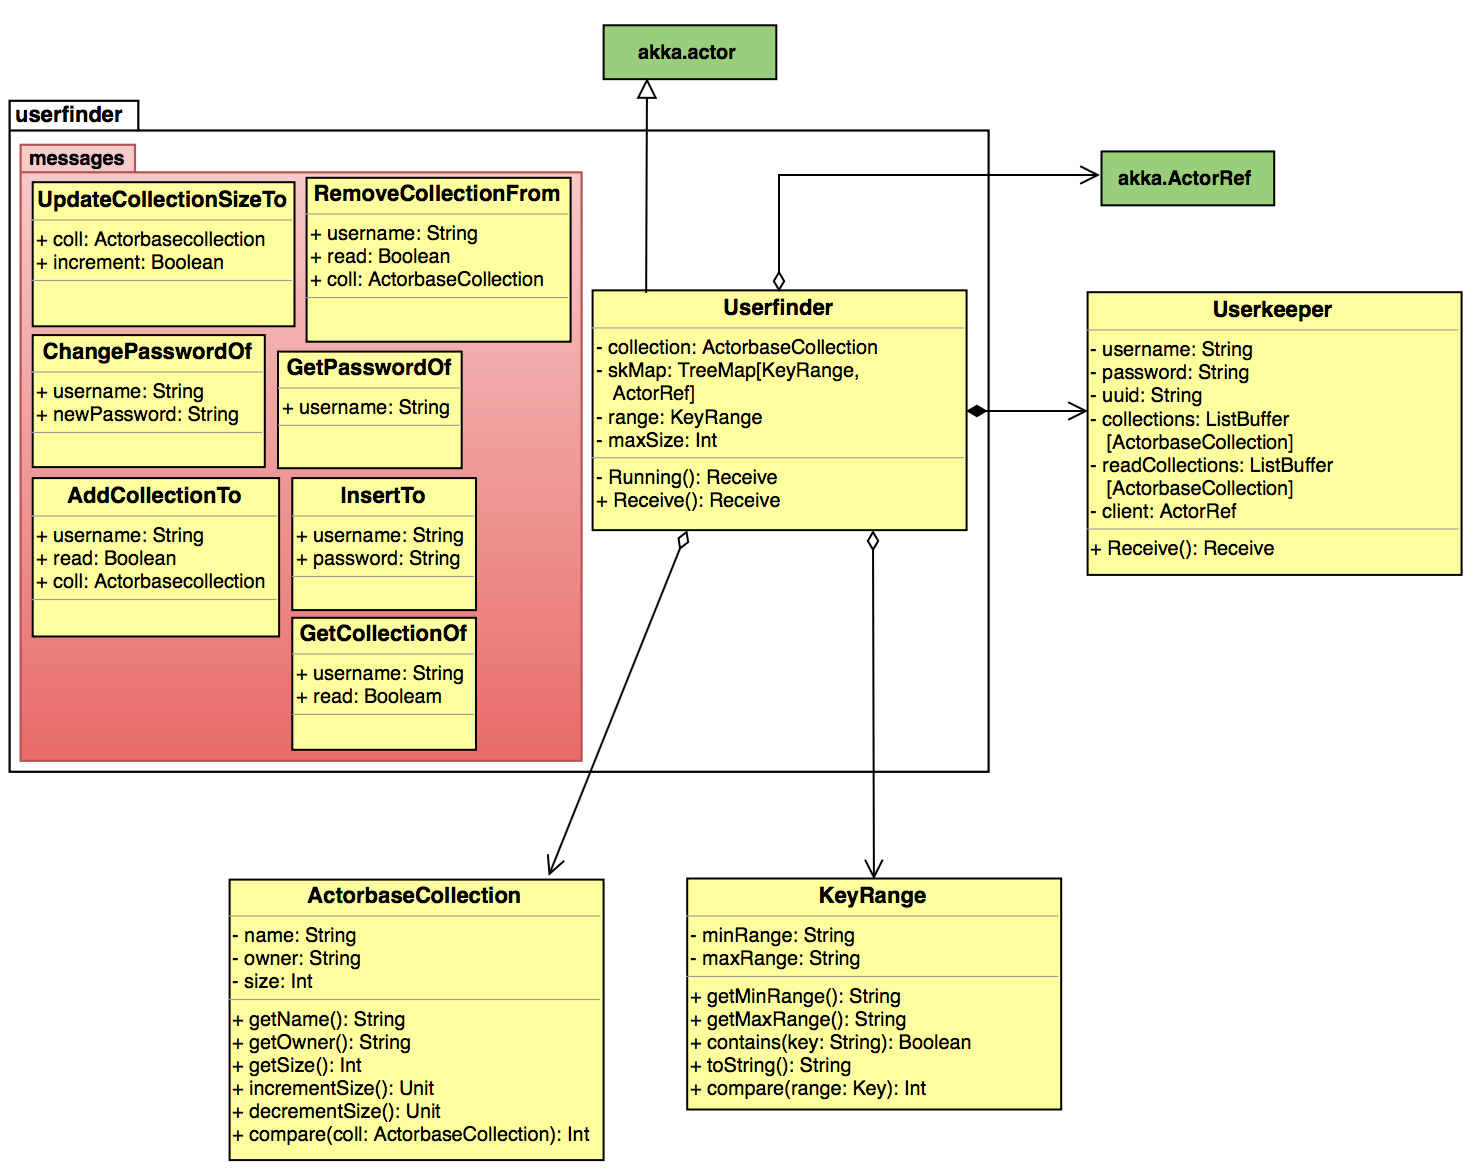 akka.actor
userfinder
messages
UpdateCollectionSizeTo
+ coll: Actorbasecollection
+ increment: Boolean
RemoveCollectionFrom
+ username: String
+ read: Boolean
+ coll: ActorbaseCollection
ChangePasswordOf
+ username: String
+ newPassword: String
GetPasswordOf
+ username: String
AddCollectionTo
+ username: String
+ read: Boolean
+ coll: Actorbasecollection
InsertTo
+ username: String
+ password: String
GetCollectionOf
+ username: String
+ read: Booleam
akka.ActorRef
Userfinder
- collection: ActorbaseCollection
- skMap: TreeMap[KeyRange,
ActorRef]
- range: KeyRange
- maxSize: Int
- Running(): Receive
+ Receive(): Receive
Userkeeper
- username: String
- password: String
- uuid: String
- collections: ListBuffer
[ActorbaseCollection]
- readCollections: ListBuffer
[ActorbaseCollection]
- client: ActorRef
+ Receive(): Receive
ActorbaseCollection
- name: String
- owner: String
- size: Int
+ getName(): String
+ getOwner(): String
+ getSize(): Int
+ incrementSize(): Unit
+ decrementSize(): Unit
+ compare(coll: ActorbaseCollection): Int
KeyRange
- minRange: String
- maxRange: String
+ getMinRange(): String
+ getMaxRange(): String
+ contains(key: String): Boolean
+ toString(): String
+ compare(range: Key): Int